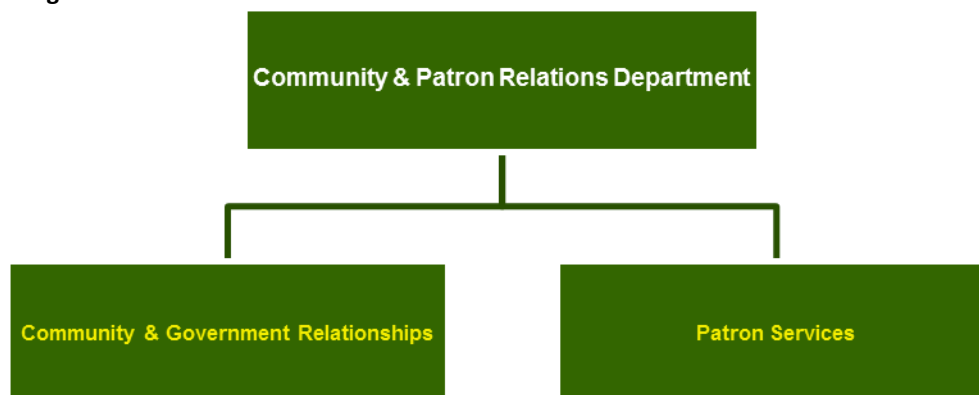 Community & Patron Relations Department
Community & Government Relationships
Patron Services